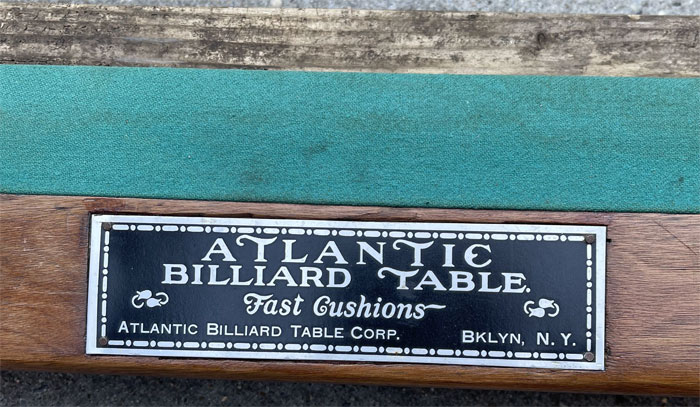 ATLANTIC
BILLIARD TABLE.
Fast Cushions
ATLANTIC BILLIARD TABLE CORP. BKLYN, N. Y.